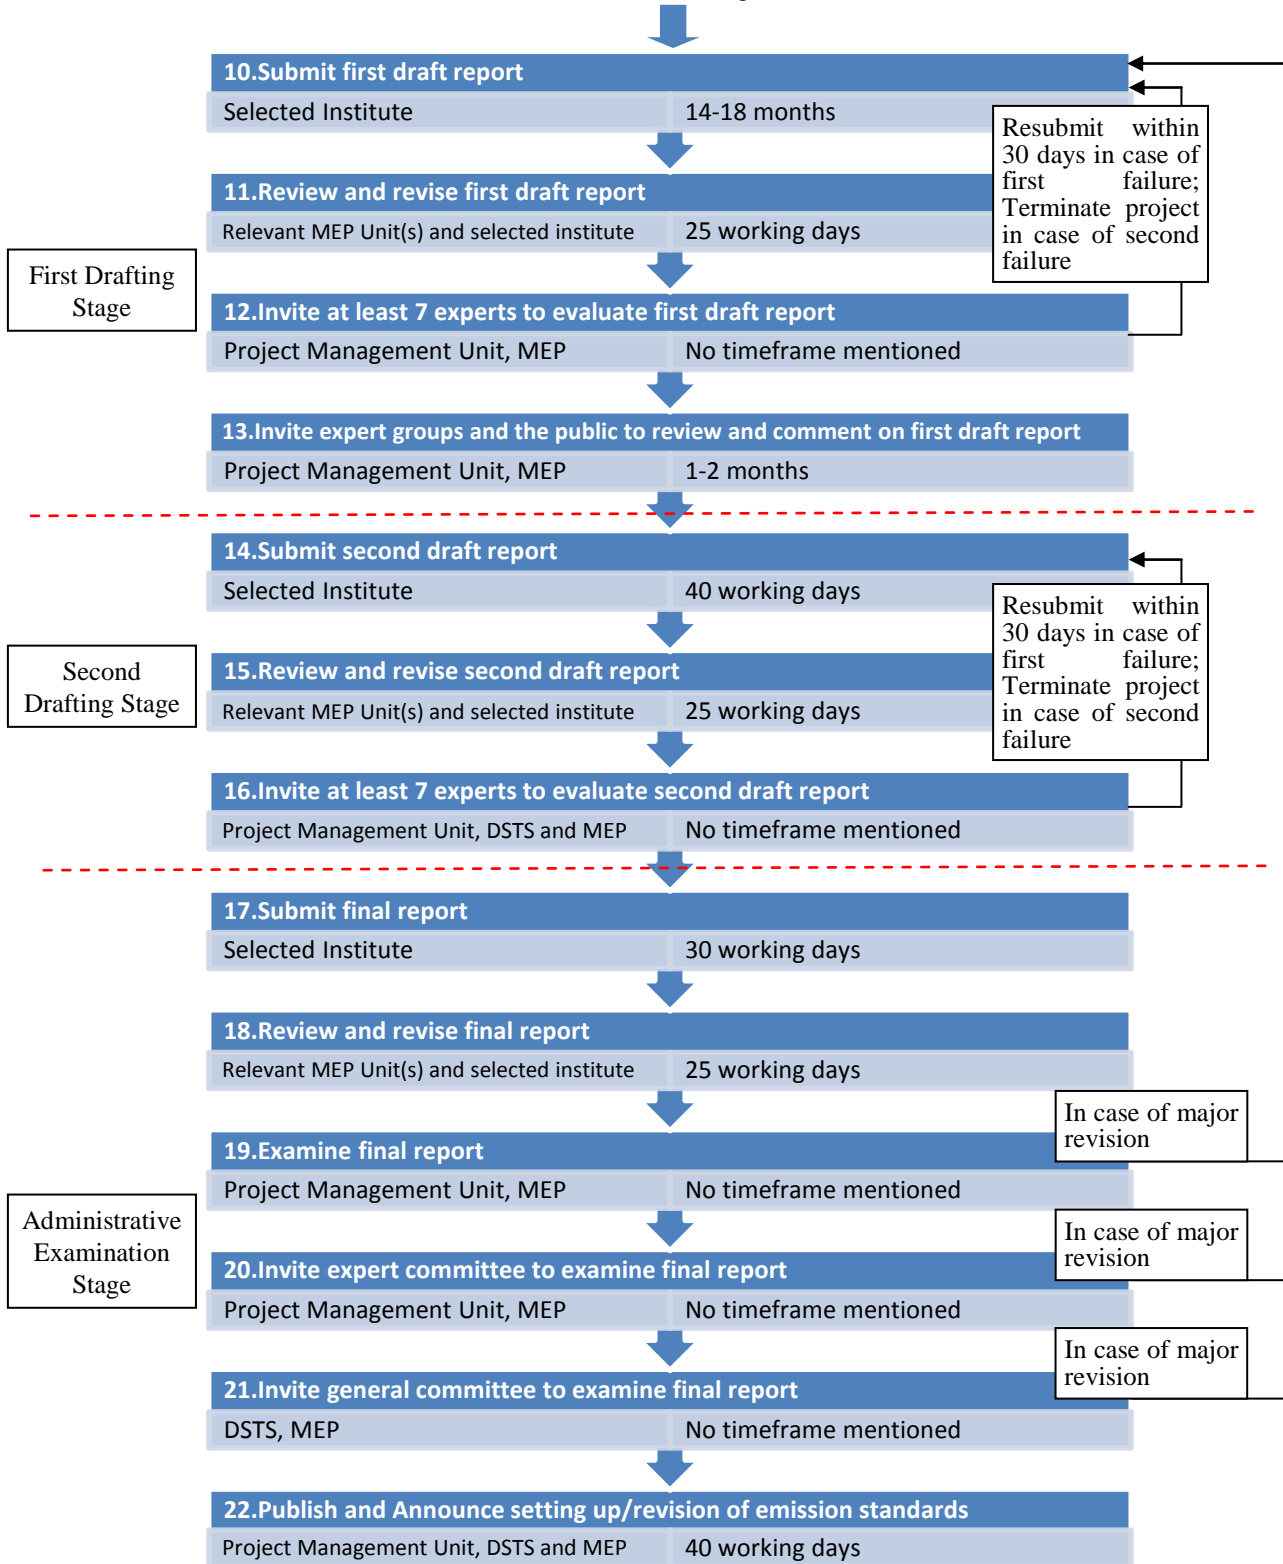 10.Submit first draft report
Selected Institute
14-18 months
Resubmit within
30 days in case of
first failure;
Terminate project
in case of second
failure
11.Review and revise first draft report
Relevant MEP Unit(s) and selected institute
25 working days
First Drafting
Stage
12.Invite at least 7 experts to evaluate first draft report
Project Management Unit, MEP
No timeframe mentioned
13.Invite expert groups and the public to review and comment on first draft report
Project Management Unit, MEP
1-2 months
14.Submit second draft report
Selected Institute
40 working days
Resubmit within
30 days in case of
first failure;
Terminate project
in case of second
failure
Second
Drafting Stage
15.Review and revise second draft report
Relevant MEP Unit(s) and selected institute
25 working days
16.Invite at least 7 experts to evaluate second draft report
Project Management Unit, DSTS and MEP
No timeframe mentioned
17.Submit final report
Selected Institute
30 working days
18.Review and revise final report
Relevant MEP Unit(s) and selected institute
25 working days
In case of major
revision
19.Examine final report
Project Management Unit, MEP
No timeframe mentioned
Administrative
Examination
Stage
In case of major
revision
20.Invite expert committee to examine final report
Project Management Unit, MEP
No timeframe mentioned
In case of major
revision
21.Invite general committee to examine final report
DSTS, MEP
No timeframe mentioned
22.Publish and Announce setting up/revision of emission standards
Project Management Unit, DSTS and MEP
40 working days